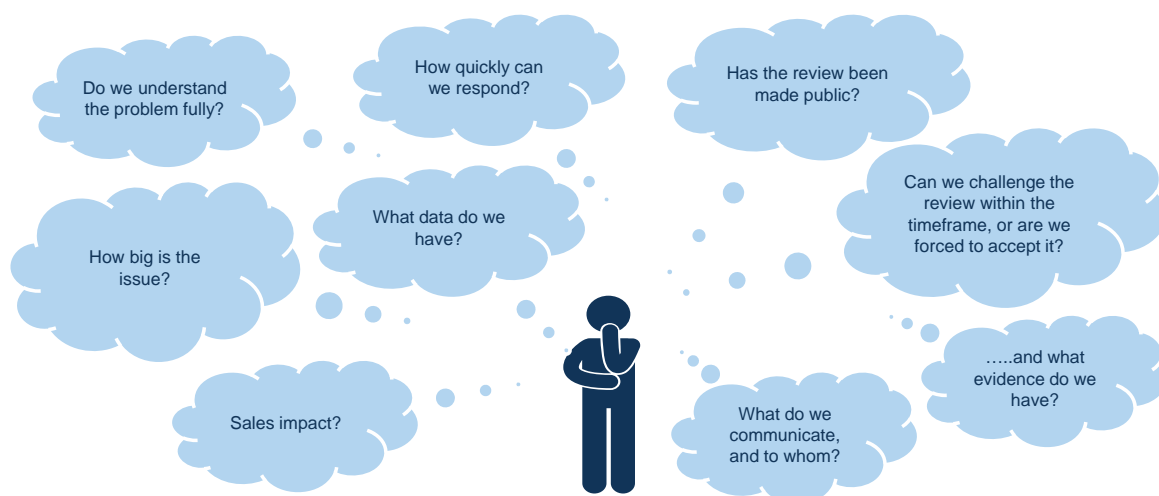 Do we understand
the problem fully?
How quickly can
we respond?
Has the review been
made public?
How big is the
issue?
What data do we
have?
Can we challenge the
review within the
timeframe, or are we
forced to accept it?
Sales impact?
What do we
communicate,
and to whom?
…..and what
evidence do we
have?